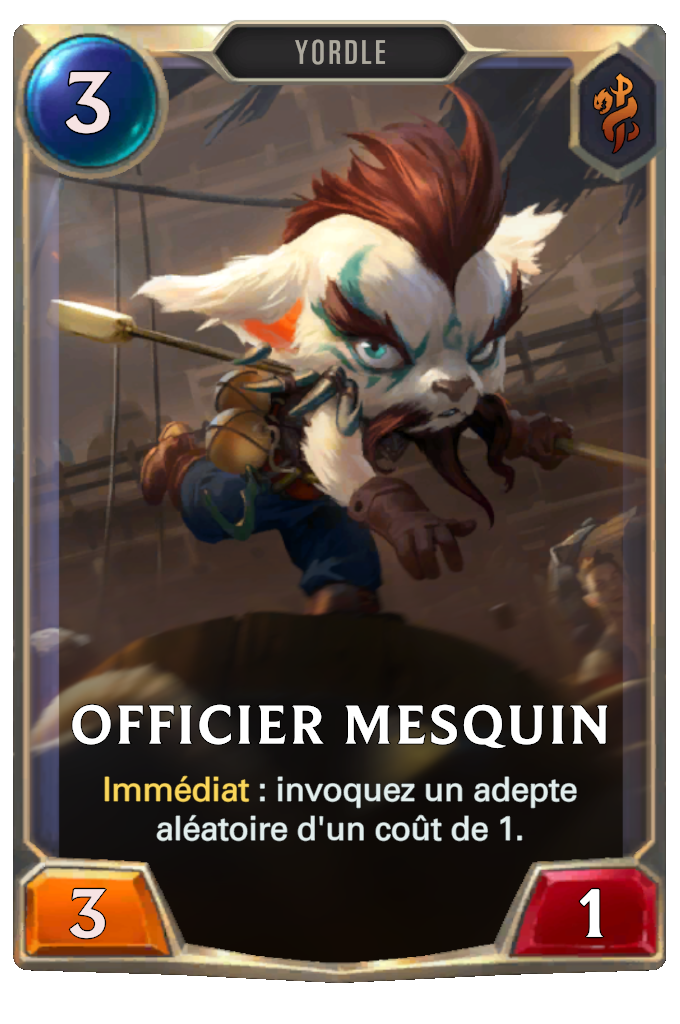 YORDLE
3
OFFICIER MESQUIN
Immédiat : invoquez un adepte
aléatoire d'un coût de 1.
3
1